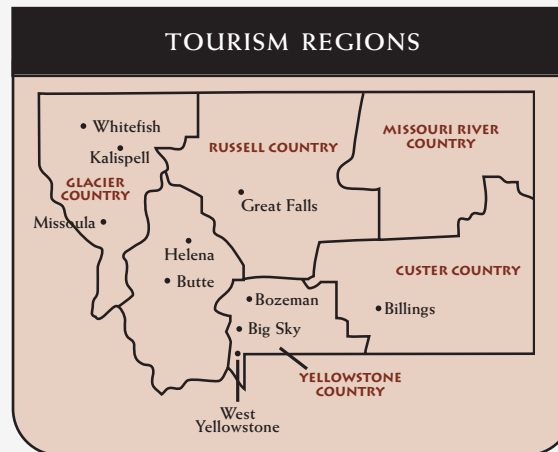 TOURISM REGIONS
Whitefish
Kalispell
GLACIER
COUNTRY
Missoula
RUSSELL COUNTRY
Great Falls
MISSOURI RIVER
COUNTRY
Helena
Butte
Bozeman
Big Sky
CUSTER COUNTRY
Billings
YELLOWSTONE
COUNTRY
West
Yellowstone